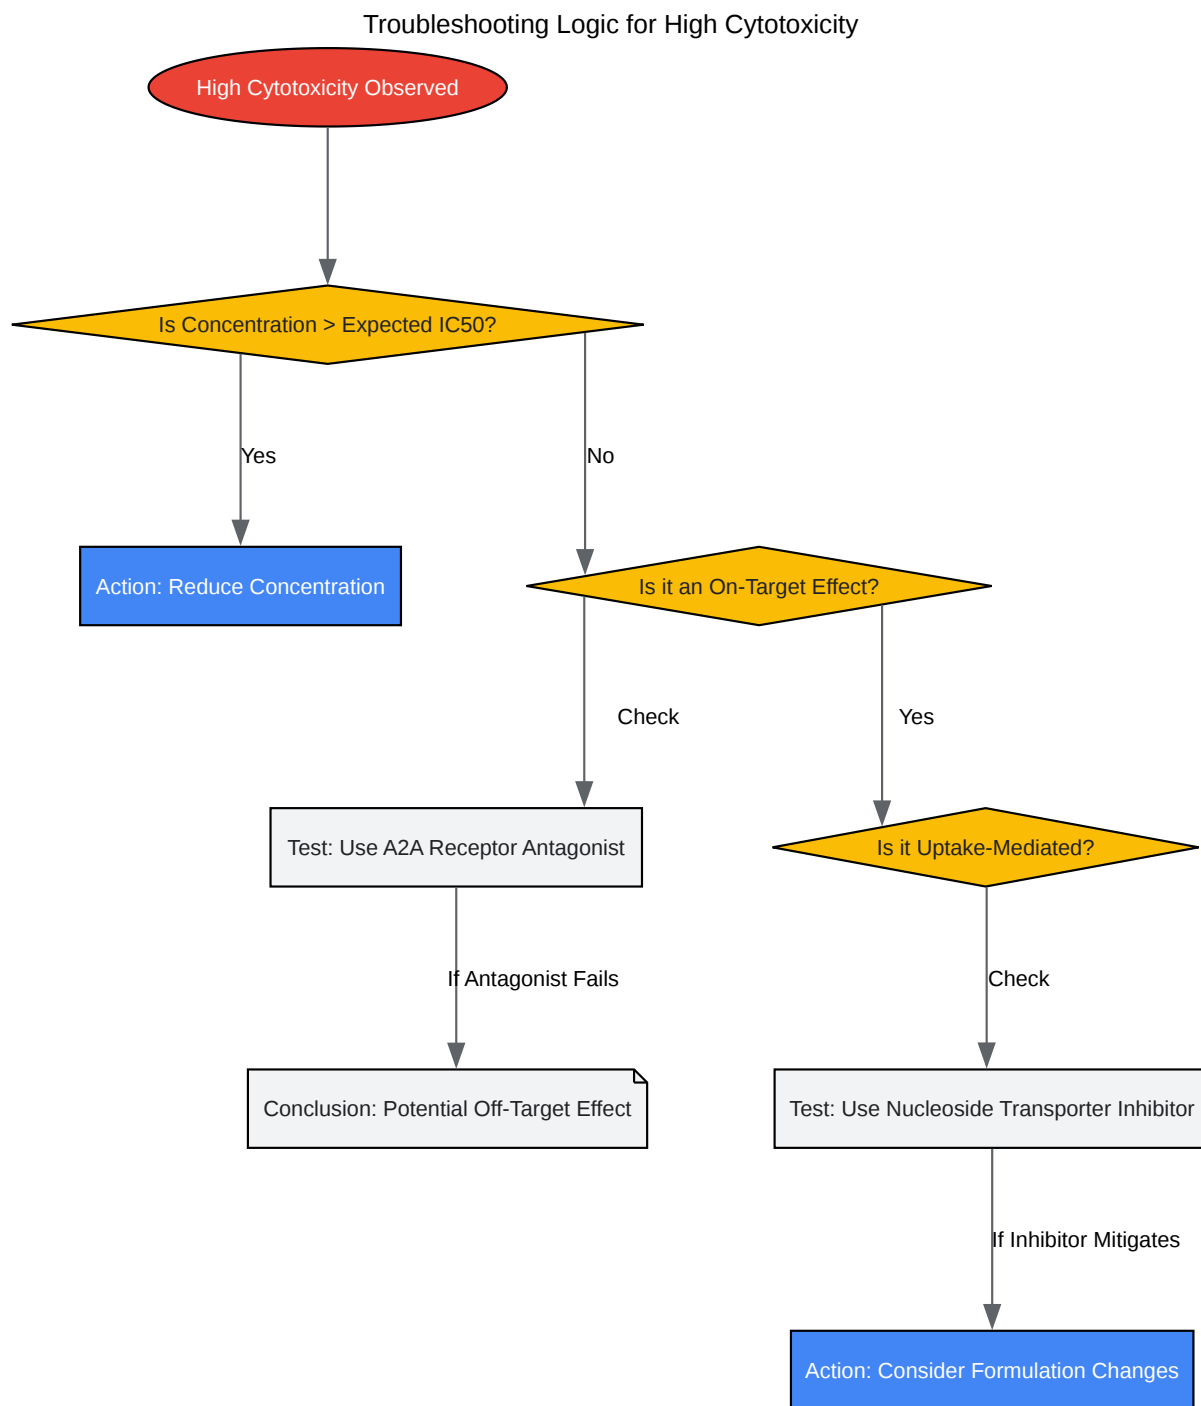 Troubleshooting Logic for High Cytotoxicity
High Cytotoxicity Observed
Is Concentration > Expected IC50?
Yes
No
Action: Reduce Concentration
Is it an On-Target Effect?
Check
Yes
Test: Use A2A Receptor Antagonist
Is it Uptake-Mediated?
If Antagonist Fails
Check
Conclusion: Potential Off-Target Effect
Test: Use Nucleoside Transporter Inhibitor
If Inhibitor Mitigates
Action: Consider Formulation Changes